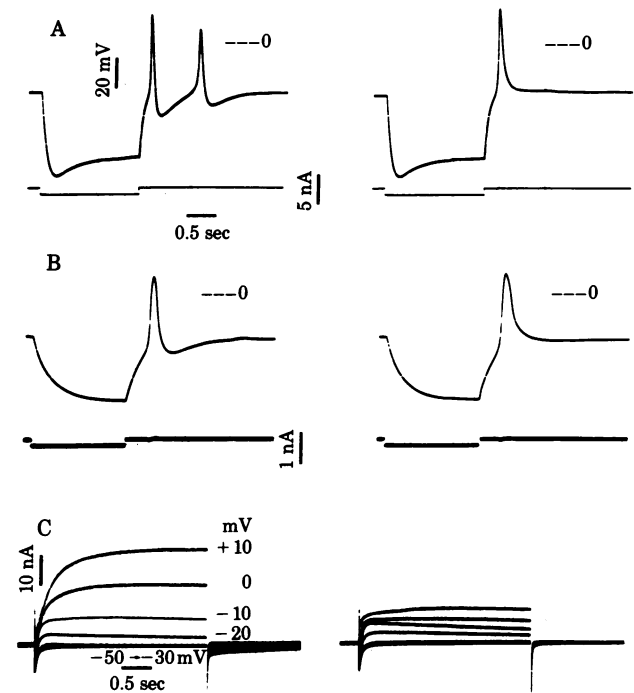 A
20 mV
---0
---0
5 nA
0.5 sec
B
---0
---0
1 nA
C
mV
10 nA
+10
0
-10
-20
-50 → -30 mV
0.5 sec